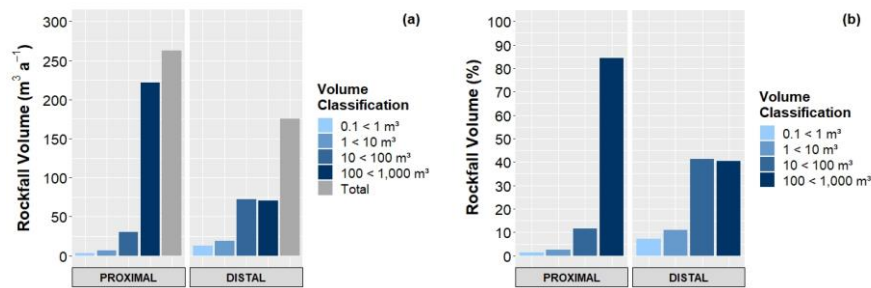 (a)
Rockfall Volume (m³ a⁻¹)
300
250
200
150
100
50
0
PROXIMAL
DISTAL
Volume
Classification
0.1 < 1 m³
1 < 10 m³
10 < 100 m³
100 < 1,000 m³
Total
(b)
Rockfall Volume (%)
100
90
80
70
60
50
40
30
20
10
0
PROXIMAL
DISTAL
Volume
Classification
0.1 < 1 m³
1 < 10 m³
10 < 100 m³
100 < 1,000 m³